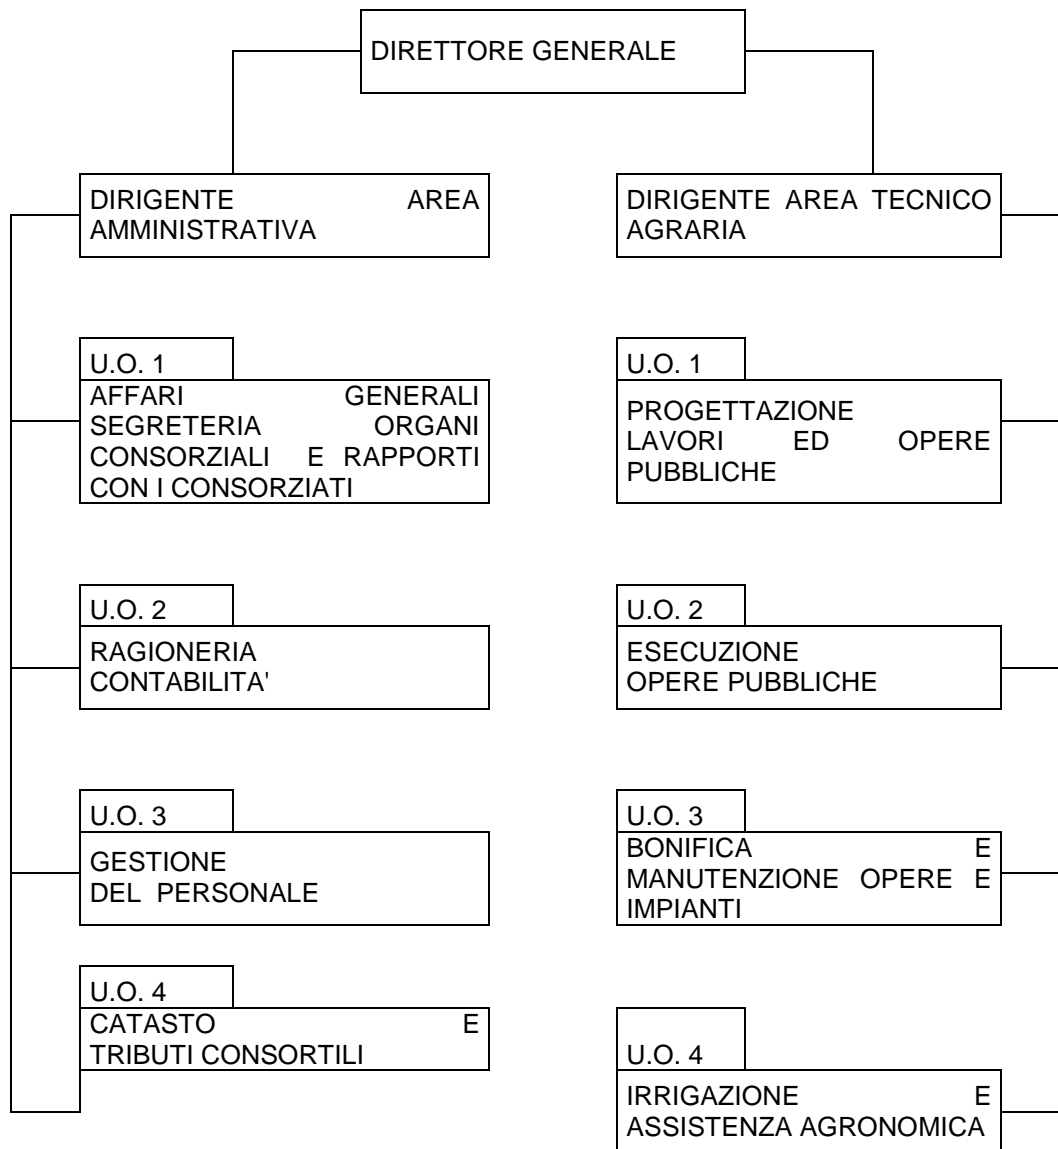 DIRETTORE GENERALE
DIRIGENTE AREA
AMMINISTRATIVA
DIRIGENTE AREA TECNICO
AGRARIA
U.O. 1
AFFARI GENERALI
SEGRETERIA ORGANI
CONSORZIALI E RAPPORTI
CON I CONSORZIATI
U.O. 1
PROGETTAZIONE
LAVORI ED OPERE
PUBBLICHE
U.O. 2
RAGIONERIA
CONTABILITA'
U.O. 2
ESECUZIONE
OPERE PUBBLICHE
U.O. 3
GESTIONE
DEL PERSONALE
U.O. 3
BONIFICA E
MANUTENZIONE OPERE E
IMPIANTI
U.O. 4
CATASTO E
TRIBUTI CONSORTILI
U.O. 4
IRRIGAZIONE E
ASSISTENZA AGRONOMICA